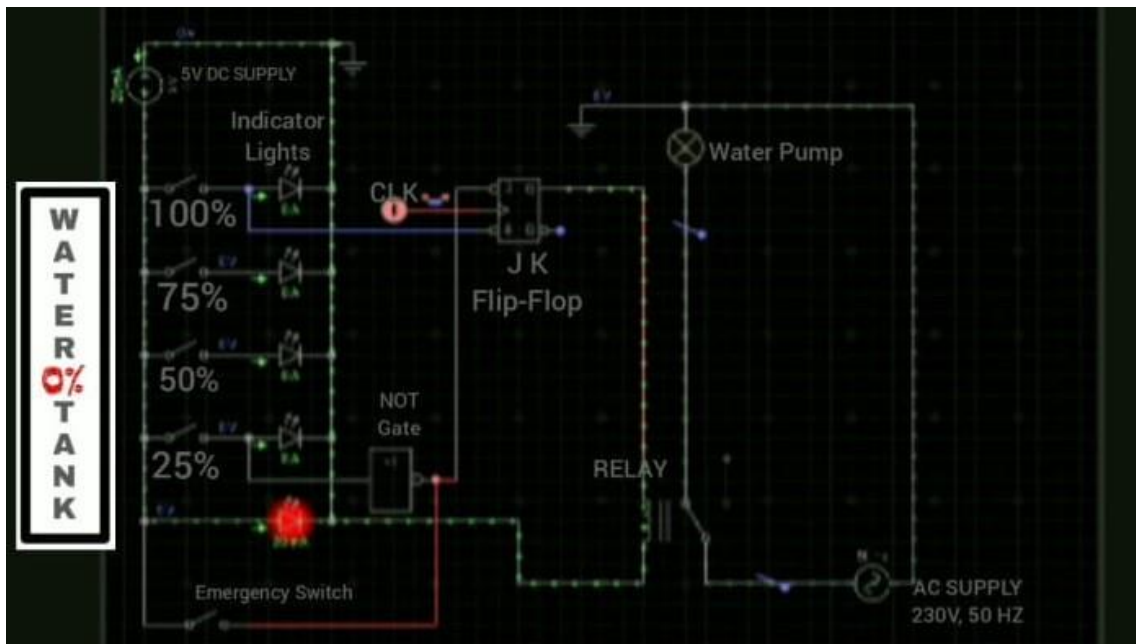 5V DC SUPPLY
Indicator
Lights
100%
75%
50%
25%
CLK
J K
Flip-Flop
NOT
Gate
Water Pump
RELAY
AC SUPPLY
230V, 50 HZ
Emergency Switch
WATER
0%
TANK